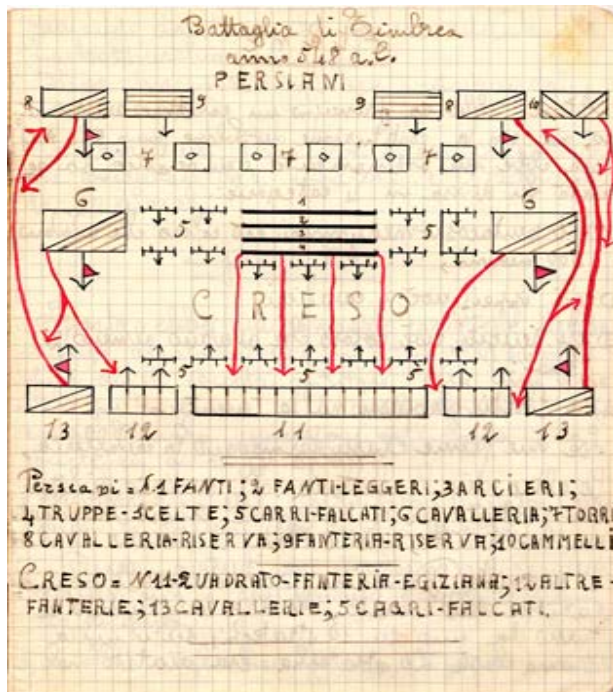 Battaglia di Timbrea
anno 548 a.C.
PERSIANI
8 9 9 8 10
7 7 7
6 1 6
2
5 3 5
4
CRESO
5 5
13 12 11 12 13
Persiani = N 1 FANTI; 2 FANTI-LEGGERI; 3 ARCIERI;
4 TRUPPE-SCELTE; 5 CARRI-FALCATI; 6 CAVALLERIA; 7 TORRI
8 CAVALLERIA-RISERVA; 9 FANTERIA-RISERVA; 10 CAMMELLI
CRESO = N 11-QUADRATO-FANTERIA-EGIZIANA; 12 ALTRE-
FANTERIE; 13 CAVALLERIE; 5 CARRI-FALCATI.